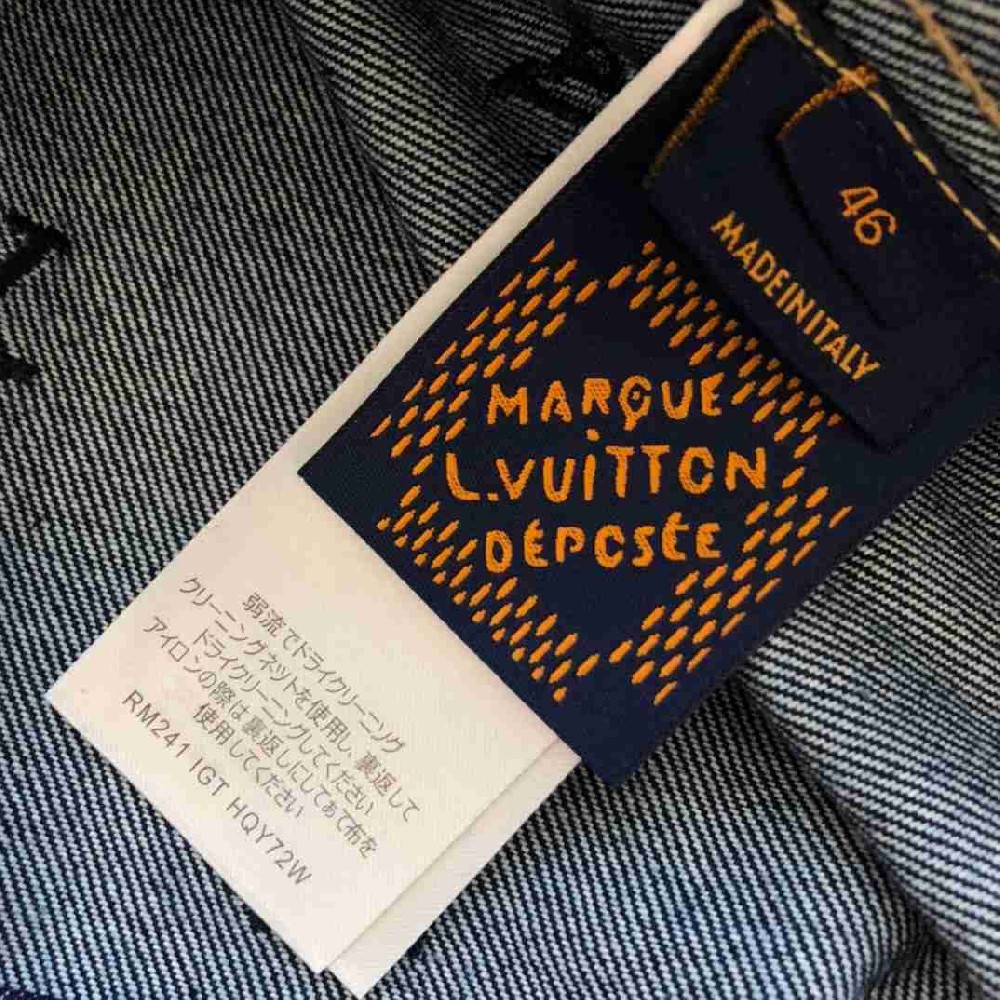 46
MADEINITALY
MARQUE
L.VUITTON
DÉPOSÉE
弱流でドライクリーニング
クリーニングネットを使用し、裏返して
ドライクリーニングしてください
アイロンの際は裏返しにしてあて布を
使用してください
RM241 IGT HQY72W